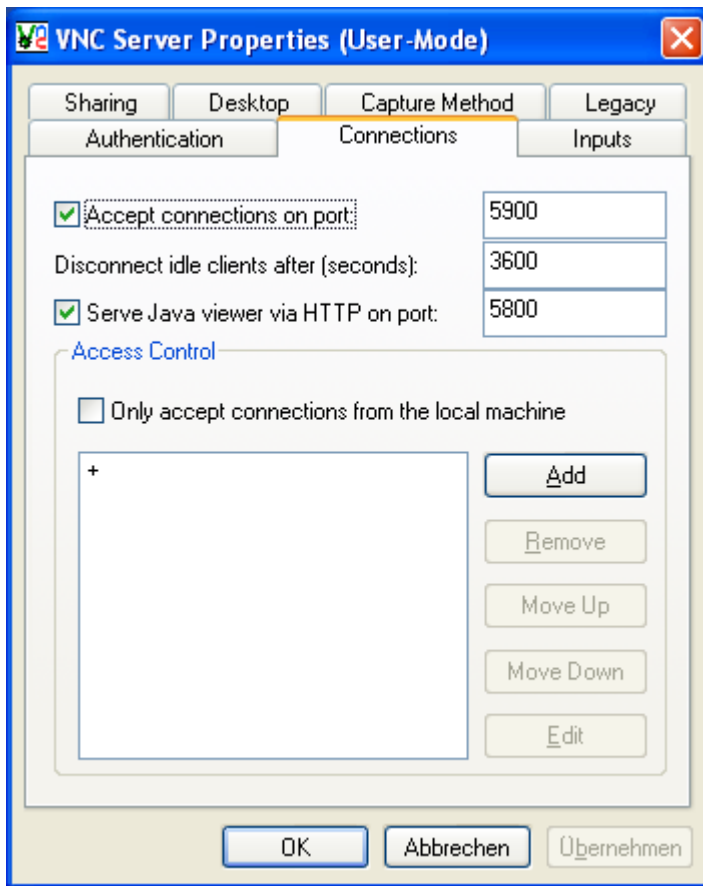 VNC Server Properties (User-Mode)
Sharing Desktop Capture Method Legacy
Authentication Connections Inputs
Accept connections on port: 5900
Disconnect idle clients after (seconds): 3600
Serve Java viewer via HTTP on port: 5800
Access Control
Only accept connections from the local machine
+ Add
Remove
Move Up
Move Down
Edit
OK Abbrechen Übernehmen